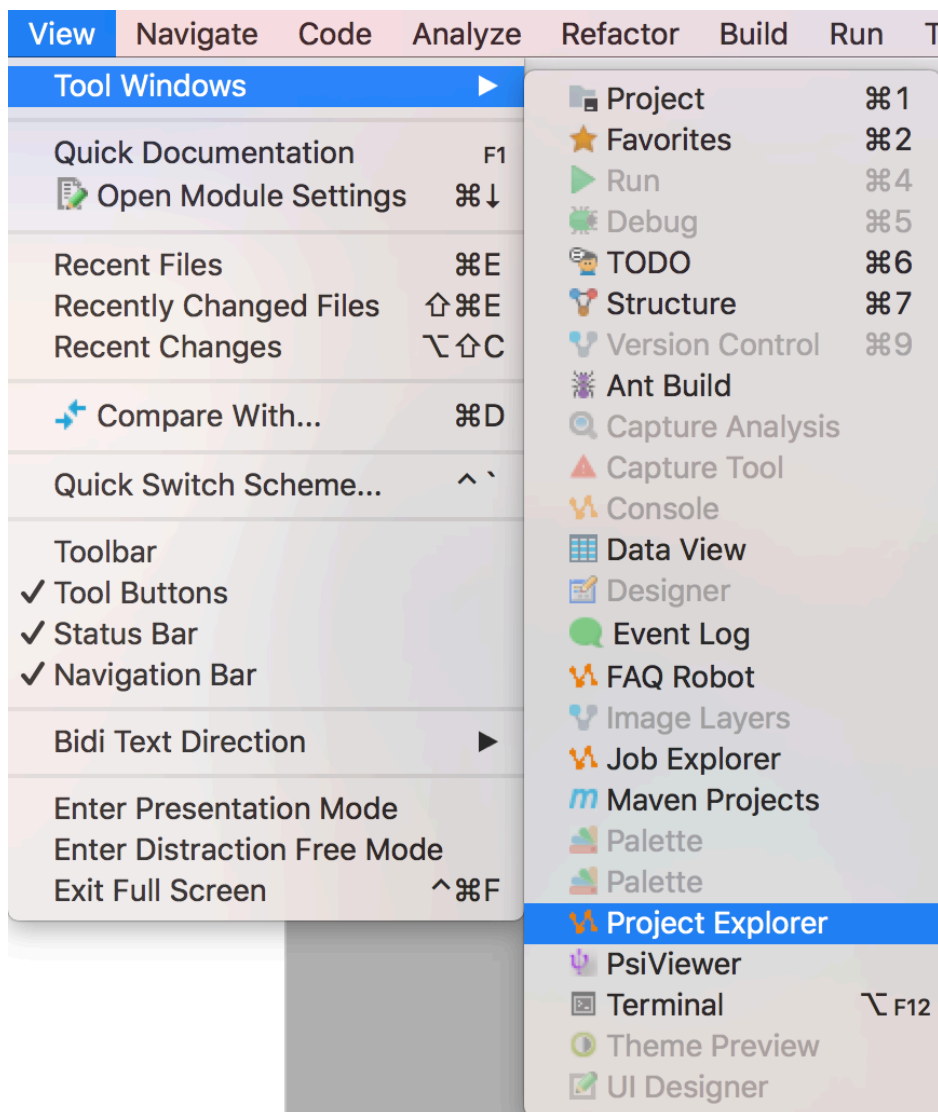 View Navigate Code Analyze Refactor Build Run T
Tool Windows ▶
Quick Documentation F1
Open Module Settings ⌘↓
Recent Files ⌘E
Recently Changed Files ⇧⌘E
Recent Changes ⌥⇧C
Compare With... ⌘D
Quick Switch Scheme... ^`
Toolbar
✓ Tool Buttons
✓ Status Bar
✓ Navigation Bar
Bidi Text Direction ▶
Enter Presentation Mode
Enter Distraction Free Mode
Exit Full Screen ^⌘F
Project ⌘1
Favorites ⌘2
Run ⌘4
Debug ⌘5
TODO ⌘6
Structure ⌘7
Version Control ⌘9
Ant Build
Capture Analysis
Capture Tool
Console
Data View
Designer
Event Log
FAQ Robot
Image Layers
Job Explorer
Maven Projects
Palette
Palette
Project Explorer
PsiViewer
Terminal ⌥F12
Theme Preview
UI Designer